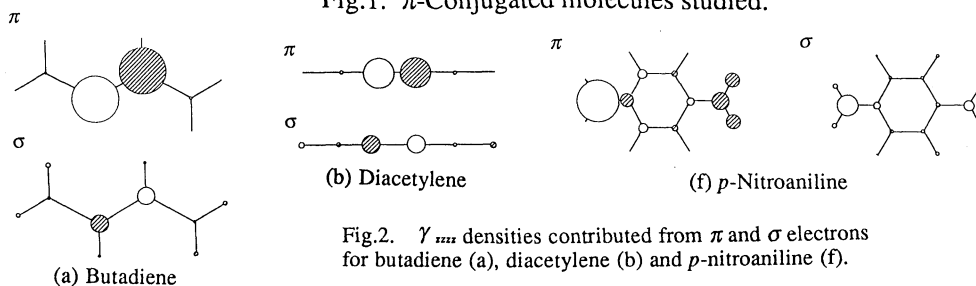 Fig.1. π-Conjugated molecules studied.
π
σ
(a) Butadiene
π
σ
(b) Diacetylene
π
σ
(f) p-Nitroaniline
Fig.2. γ zzzz densities contributed from π and σ electrons
for butadiene (a), diacetylene (b) and p-nitroaniline (f).